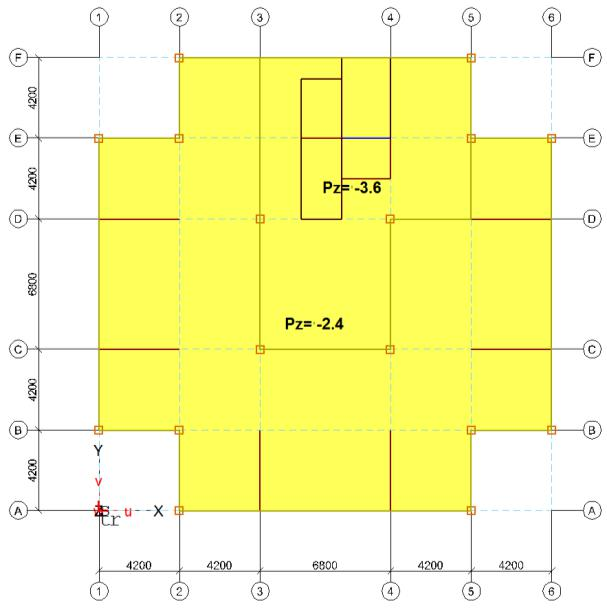 1 2 3 4 5 6
F F
4200
E E
4200
Pz= -3.6
D D
6800
Pz= -2.4
C C
4200
B B
Y
4200
v
A u X A
tr
4200 4200 6800 4200 4200
1 2 3 4 5 6